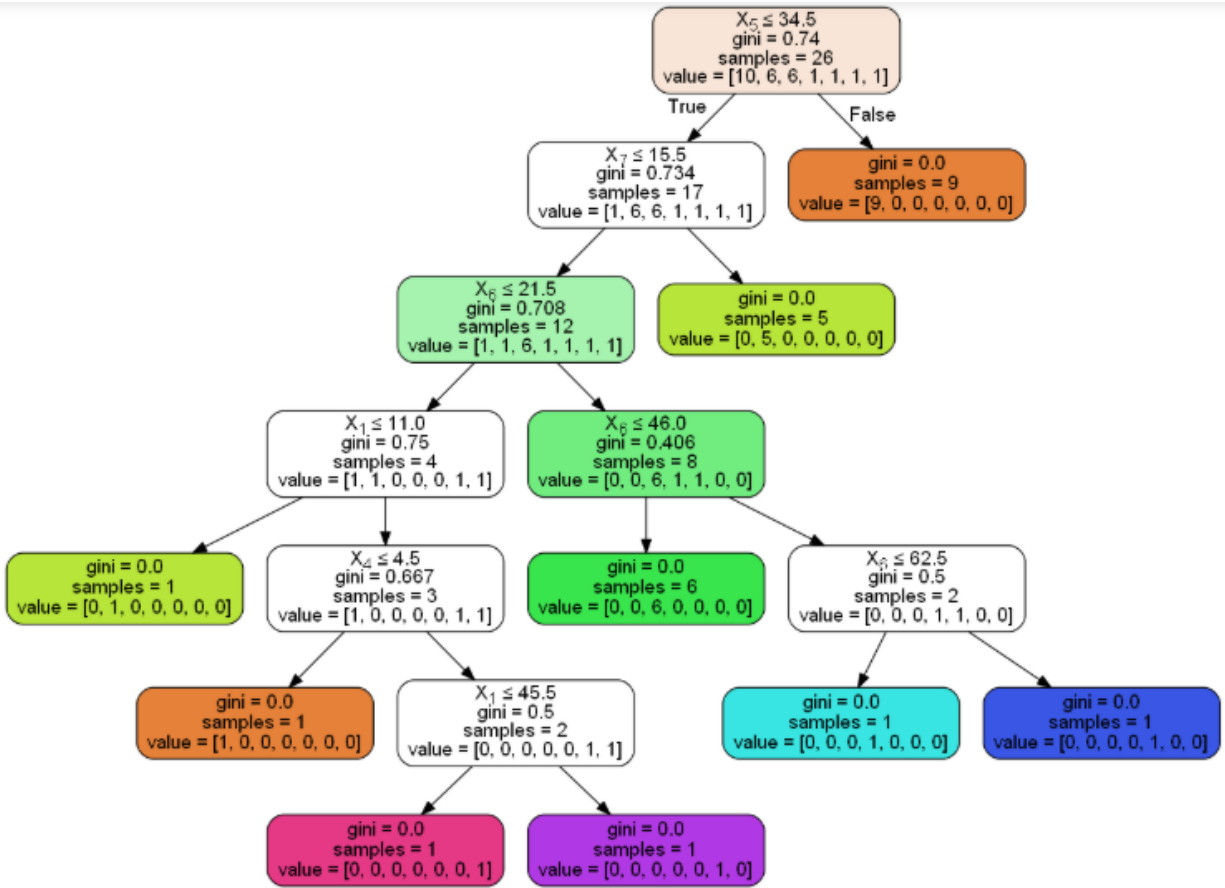 X5 ≤ 34.5
gini = 0.74
samples = 26
value = [10, 6, 6, 1, 1, 1, 1]
True
False
X7 ≤ 15.5
gini = 0.734
samples = 17
value = [1, 6, 6, 1, 1, 1, 1]
gini = 0.0
samples = 9
value = [9, 0, 0, 0, 0, 0, 0]
X6 ≤ 21.5
gini = 0.708
samples = 12
value = [1, 1, 6, 1, 1, 1, 1]
gini = 0.0
samples = 5
value = [0, 5, 0, 0, 0, 0, 0]
X1 ≤ 11.0
gini = 0.75
samples = 4
value = [1, 1, 0, 0, 0, 1, 1]
X6 ≤ 46.0
gini = 0.406
samples = 8
value = [0, 0, 6, 1, 1, 0, 0]
gini = 0.0
samples = 1
value = [0, 1, 0, 0, 0, 0, 0]
X4 ≤ 4.5
gini = 0.667
samples = 3
value = [1, 0, 0, 0, 0, 1, 1]
gini = 0.0
samples = 6
value = [0, 0, 6, 0, 0, 0, 0]
X6 ≤ 62.5
gini = 0.5
samples = 2
value = [0, 0, 0, 1, 1, 0, 0]
gini = 0.0
samples = 1
value = [1, 0, 0, 0, 0, 0, 0]
X1 ≤ 45.5
gini = 0.5
samples = 2
value = [0, 0, 0, 0, 0, 1, 1]
gini = 0.0
samples = 1
value = [0, 0, 0, 1, 0, 0, 0]
gini = 0.0
samples = 1
value = [0, 0, 0, 0, 1, 0, 0]
gini = 0.0
samples = 1
value = [0, 0, 0, 0, 0, 0, 1]
gini = 0.0
samples = 1
value = [0, 0, 0, 0, 0, 1, 0]